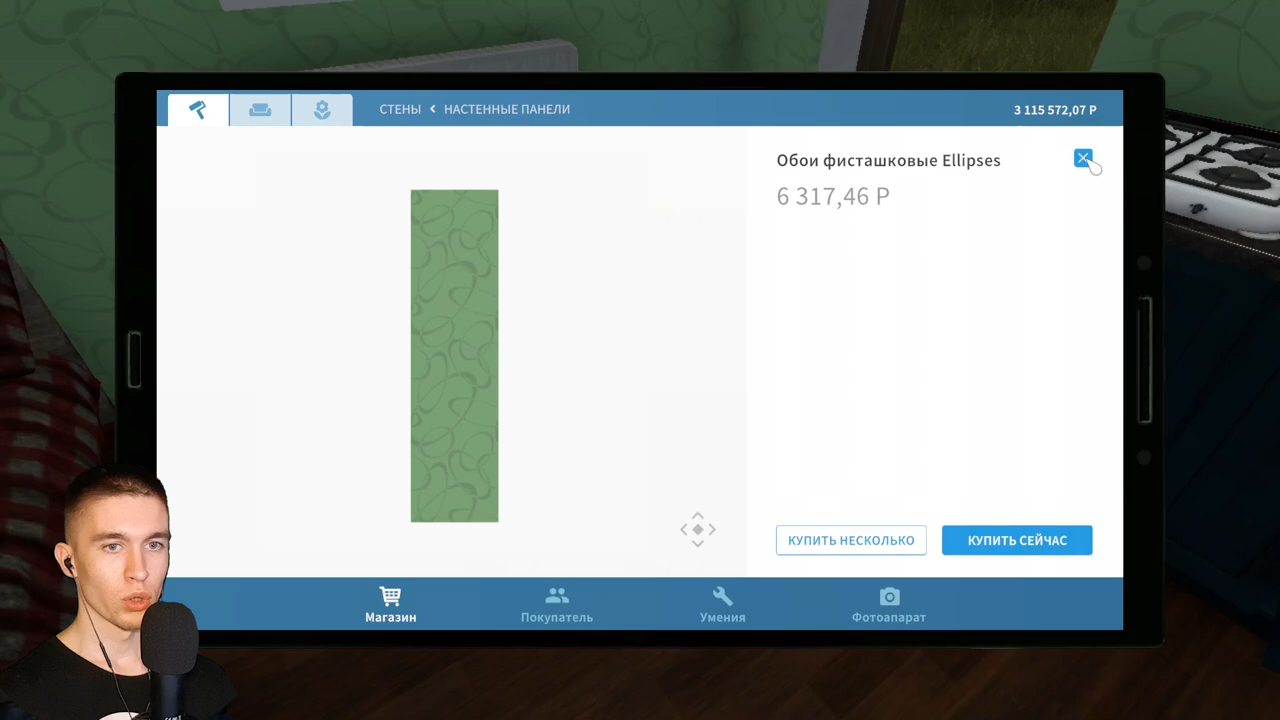 СТЕНЫ < НАСТЕННЫЕ ПАНЕЛИ
3 115 572,07 Р
Обои фисташковые Ellipses
6 317,46 Р
КУПИТЬ НЕСКОЛЬКО
КУПИТЬ СЕЙЧАС
Магазин
Покупатель
Умения
Фотоапарат